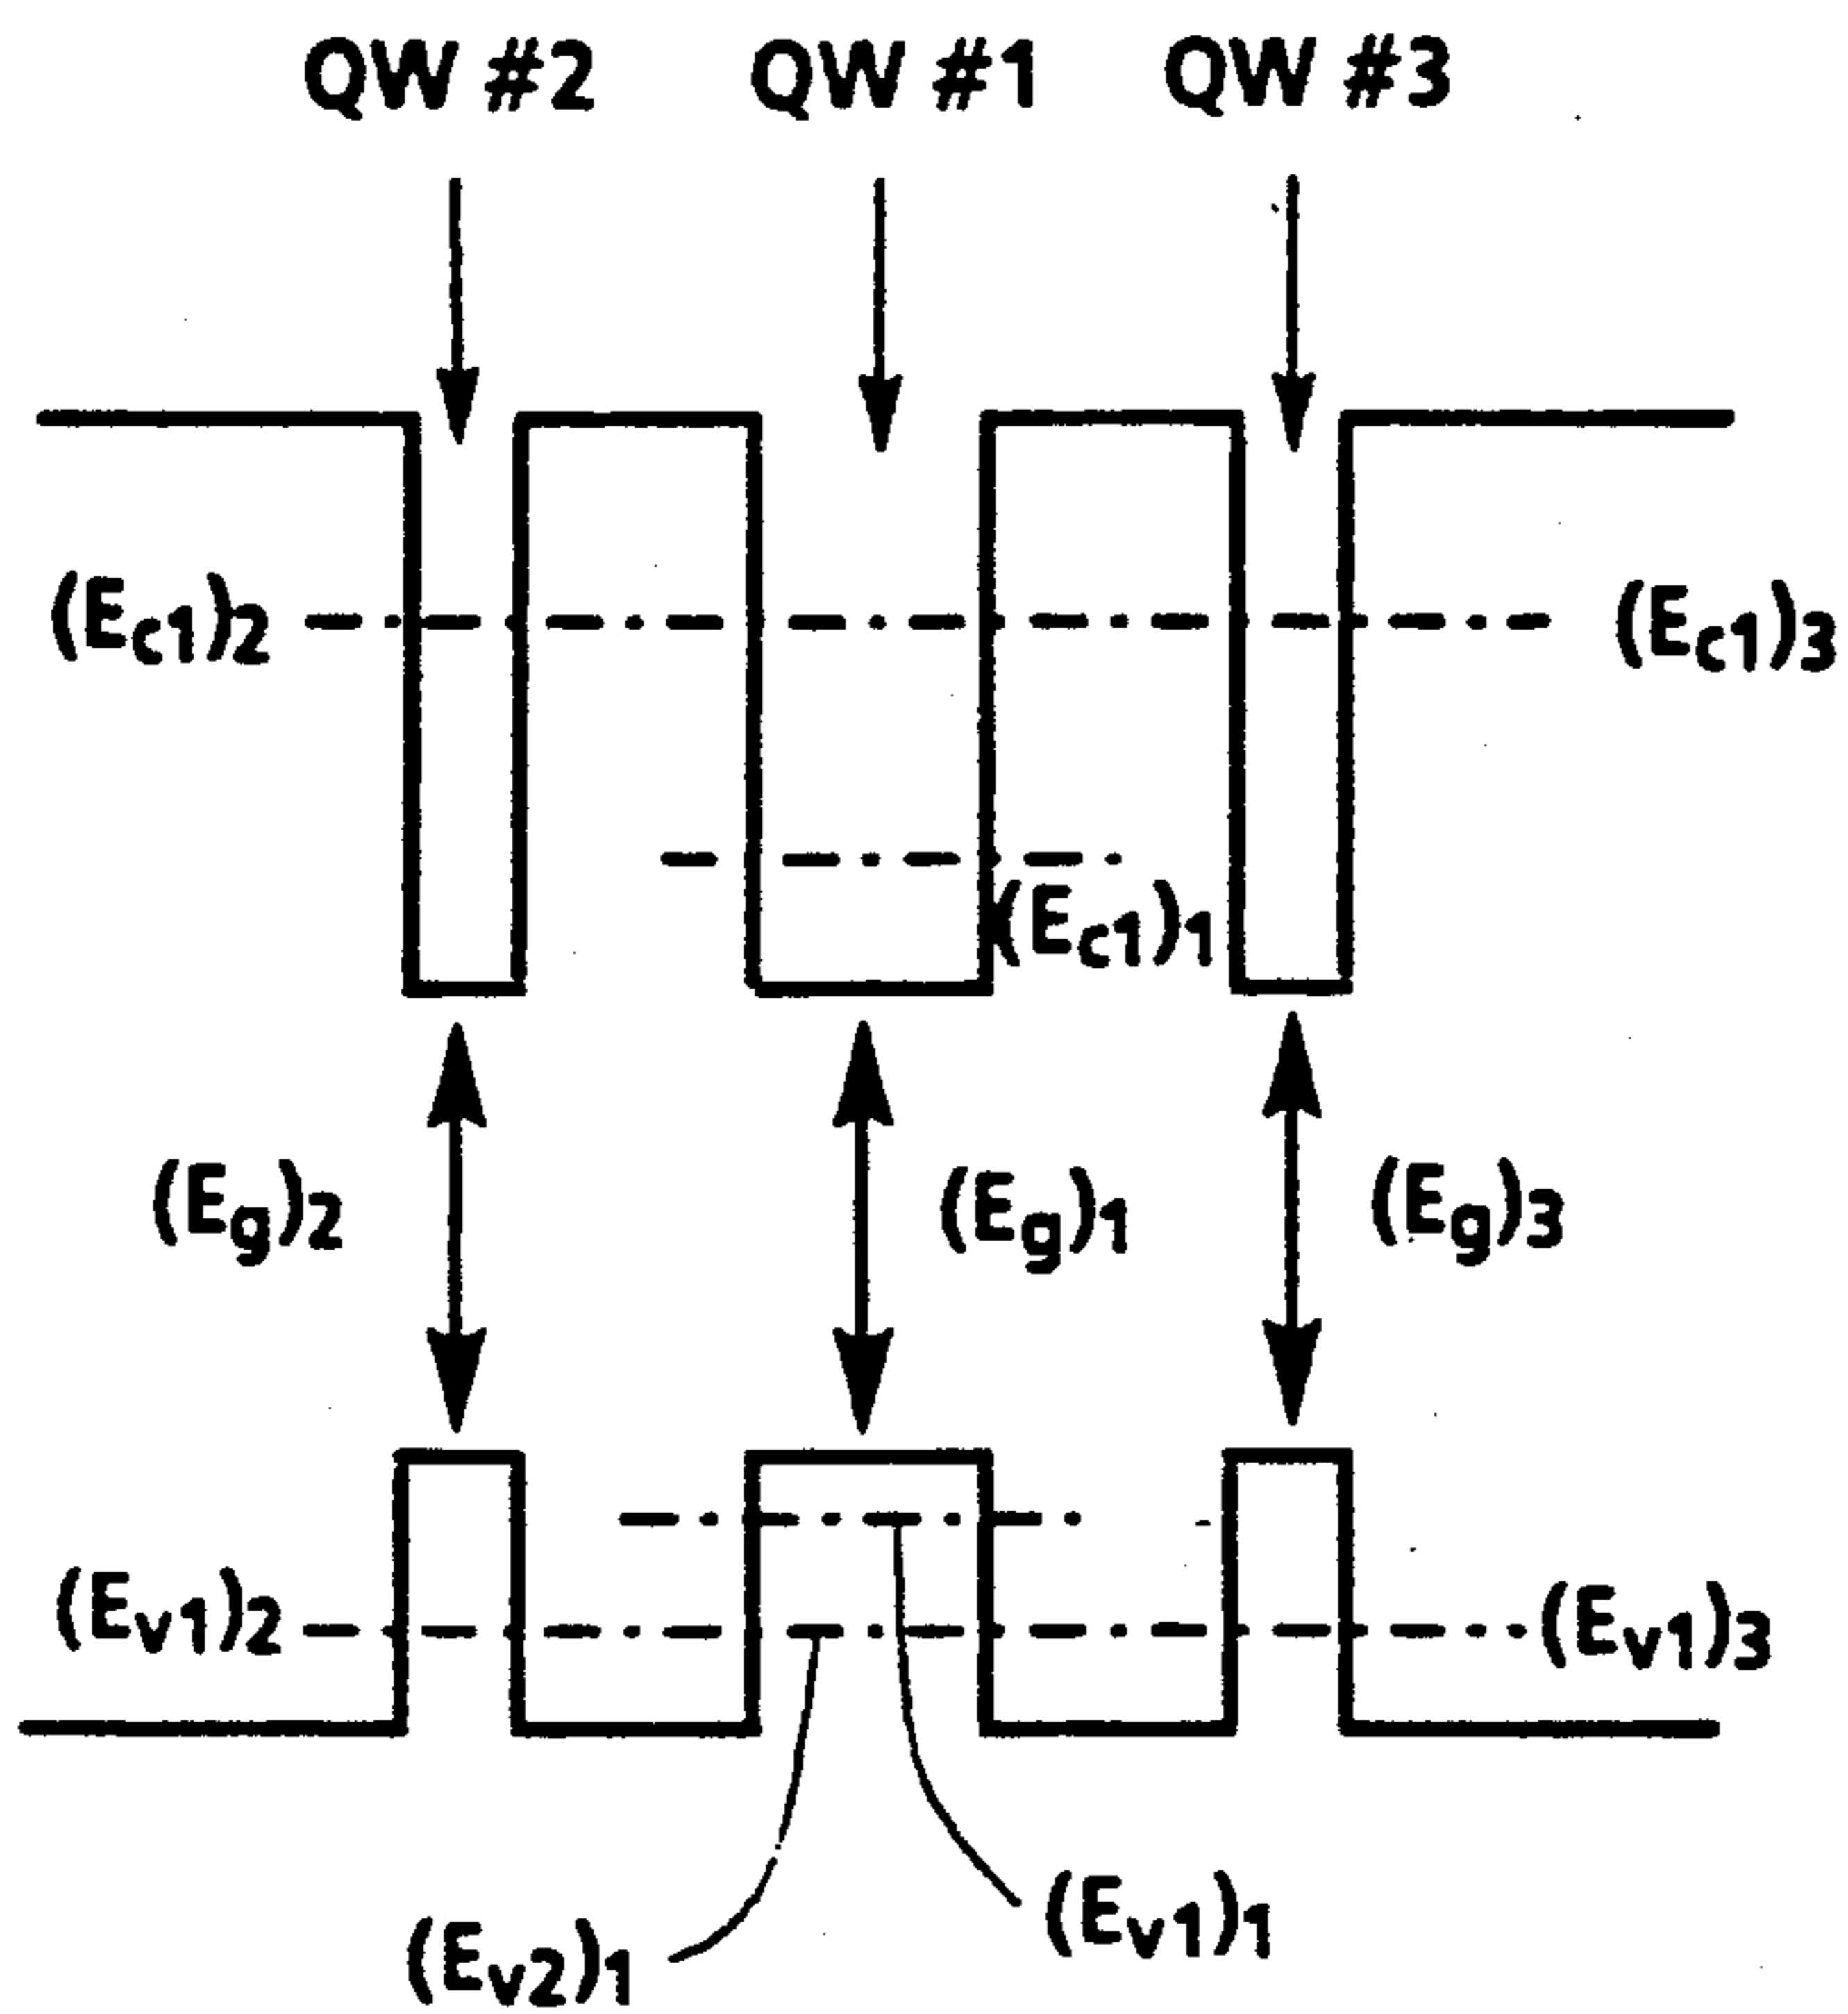 QW #2 QW #1 QW #3
(Ec1)2 (Ec1)3
(Ec1)1
(Eg)2 (Eg)1 (Eg)3
(Ev1)2 (Ev1)3
(Ev2)1 (Ev1)1